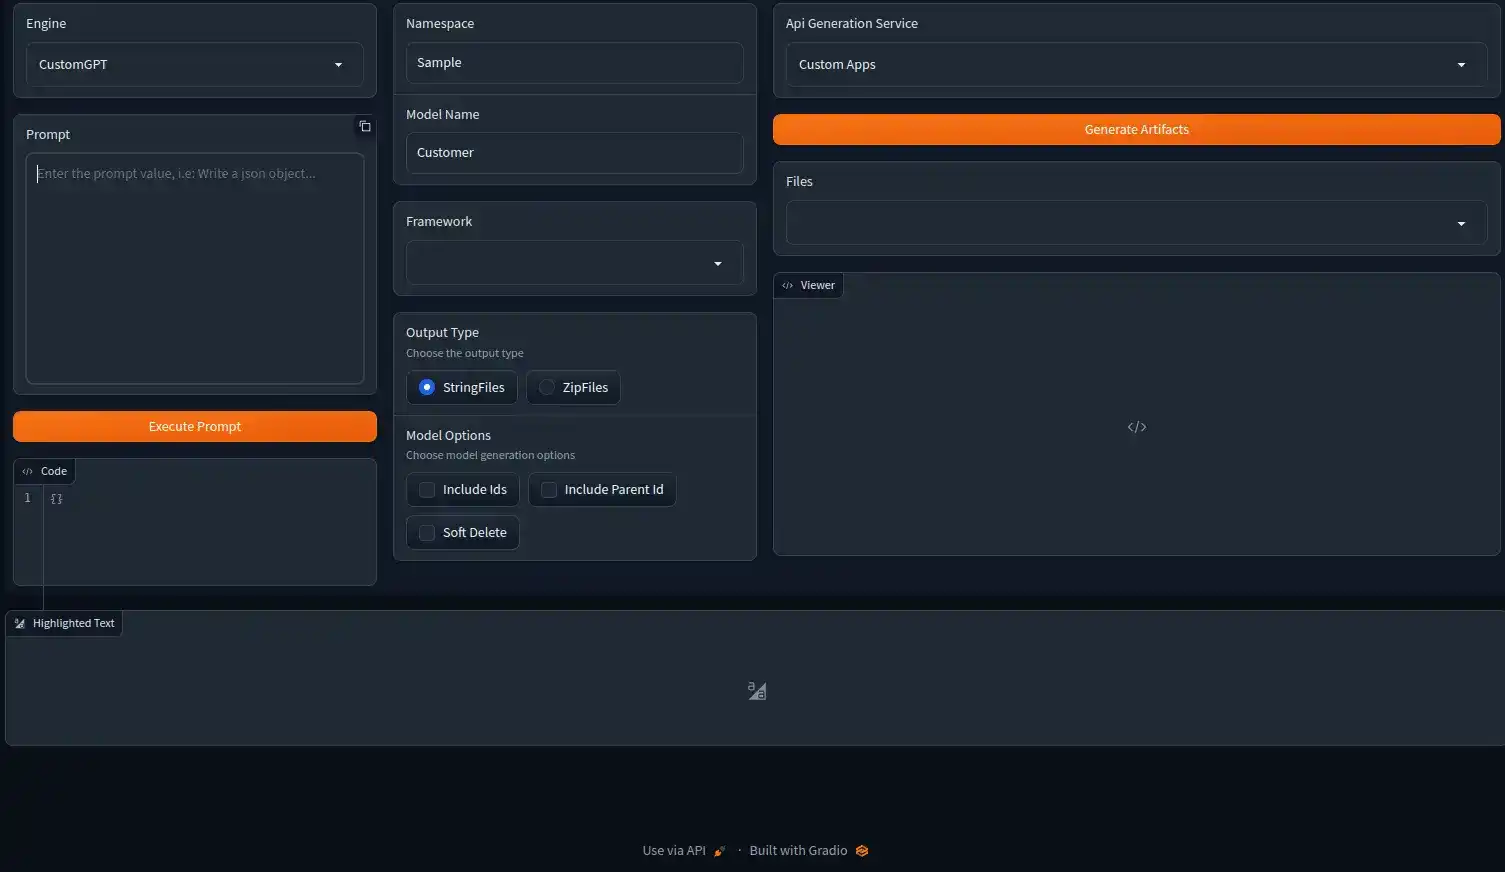 Engine
CustomGPT
Prompt
Enter the prompt value, i.e: Write a json object...
Execute Prompt
Code
1 {}
Namespace
Sample
Model Name
Customer
Framework
Output Type
Choose the output type
StringFiles ZipFiles
Model Options
Choose model generation options
Include Ids Include Parent Id
Soft Delete
Api Generation Service
Custom Apps
Generate Artifacts
Files
</> Viewer
Highlighted Text
Use via API · Built with Gradio